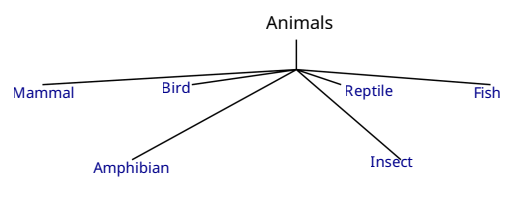 Animals
Mammal
Bird
Reptile
Fish
Amphibian
Insect